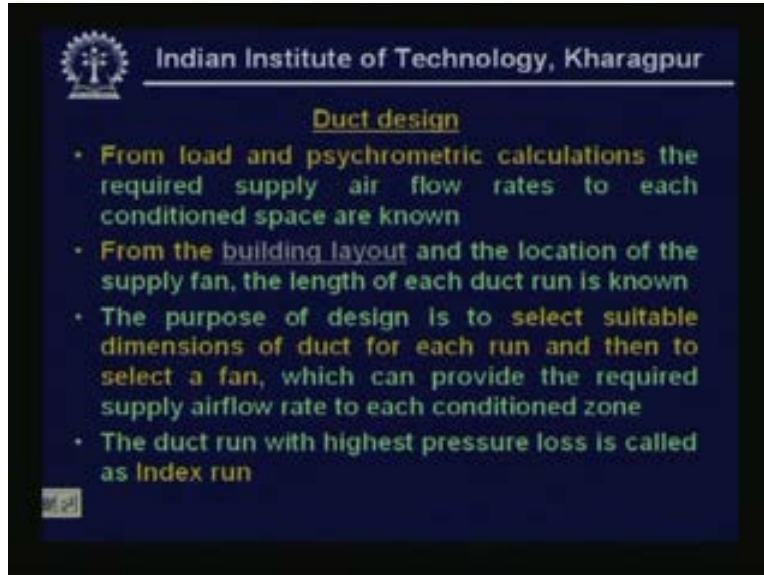 Indian Institute of Technology, Kharagpur
Duct design
• From load and psychrometric calculations the
required supply air flow rates to each
conditioned space are known
• From the building layout and the location of the
supply fan, the length of each duct run is known
• The purpose of design is to select suitable
dimensions of duct for each run and then to
select a fan, which can provide the required
supply airflow rate to each conditioned zone
• The duct run with highest pressure loss is called
as Index run